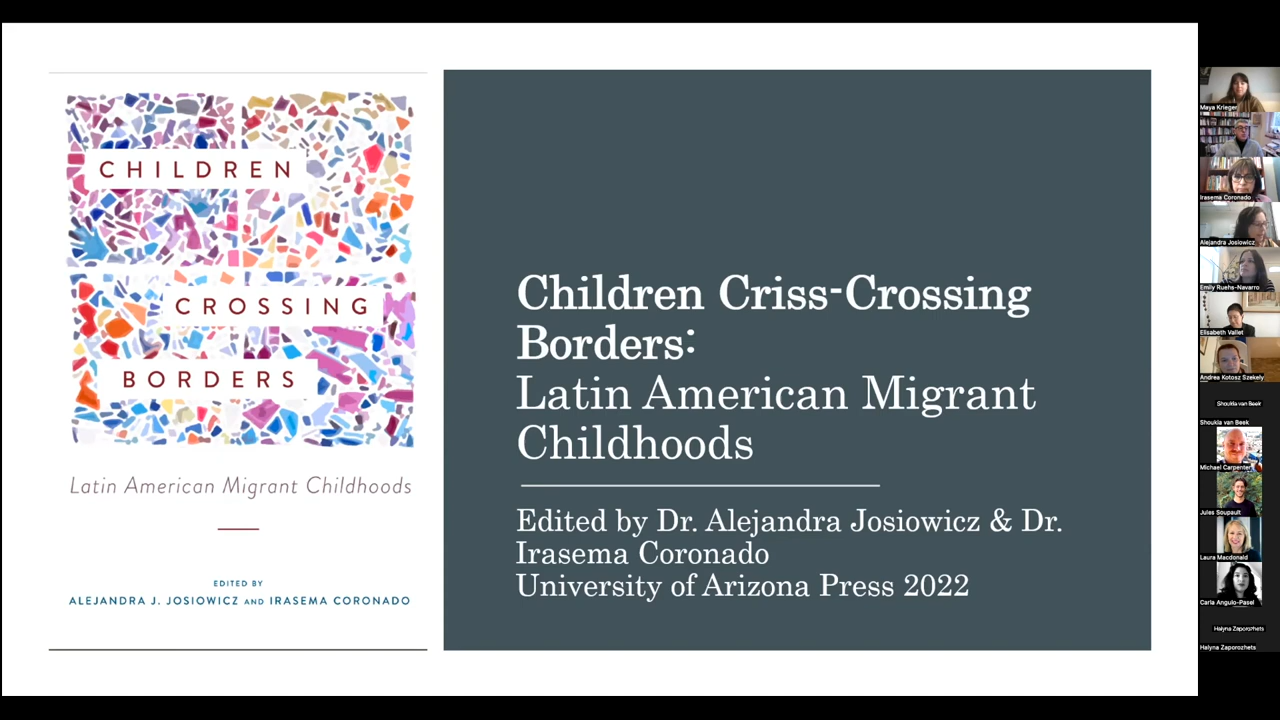 CHILDREN
CROSSING
BORDERS
Latin American Migrant Childhoods
EDITED BY
ALEJANDRA J. JOSIOWICZ AND IRASEMA CORONADO
Children Criss-Crossing
Borders:
Latin American Migrant
Childhoods
Edited by Dr. Alejandra Josiowicz & Dr.
Irasema Coronado
University of Arizona Press 2022
Maya Krieger
Irasema Coronado
Alejandra Josiowicz
Emily Ruehs-Navarro
Elisabeth Vallet
Andrea Kotosz Szekely
Shoukia van Beek
Shoukia van Beek
Michael Carpenter
Jules Soupault
Laura Macdonald
Carla Angulo-Pasel
Halyna Zaporozhets
Halyna Zaporozhets